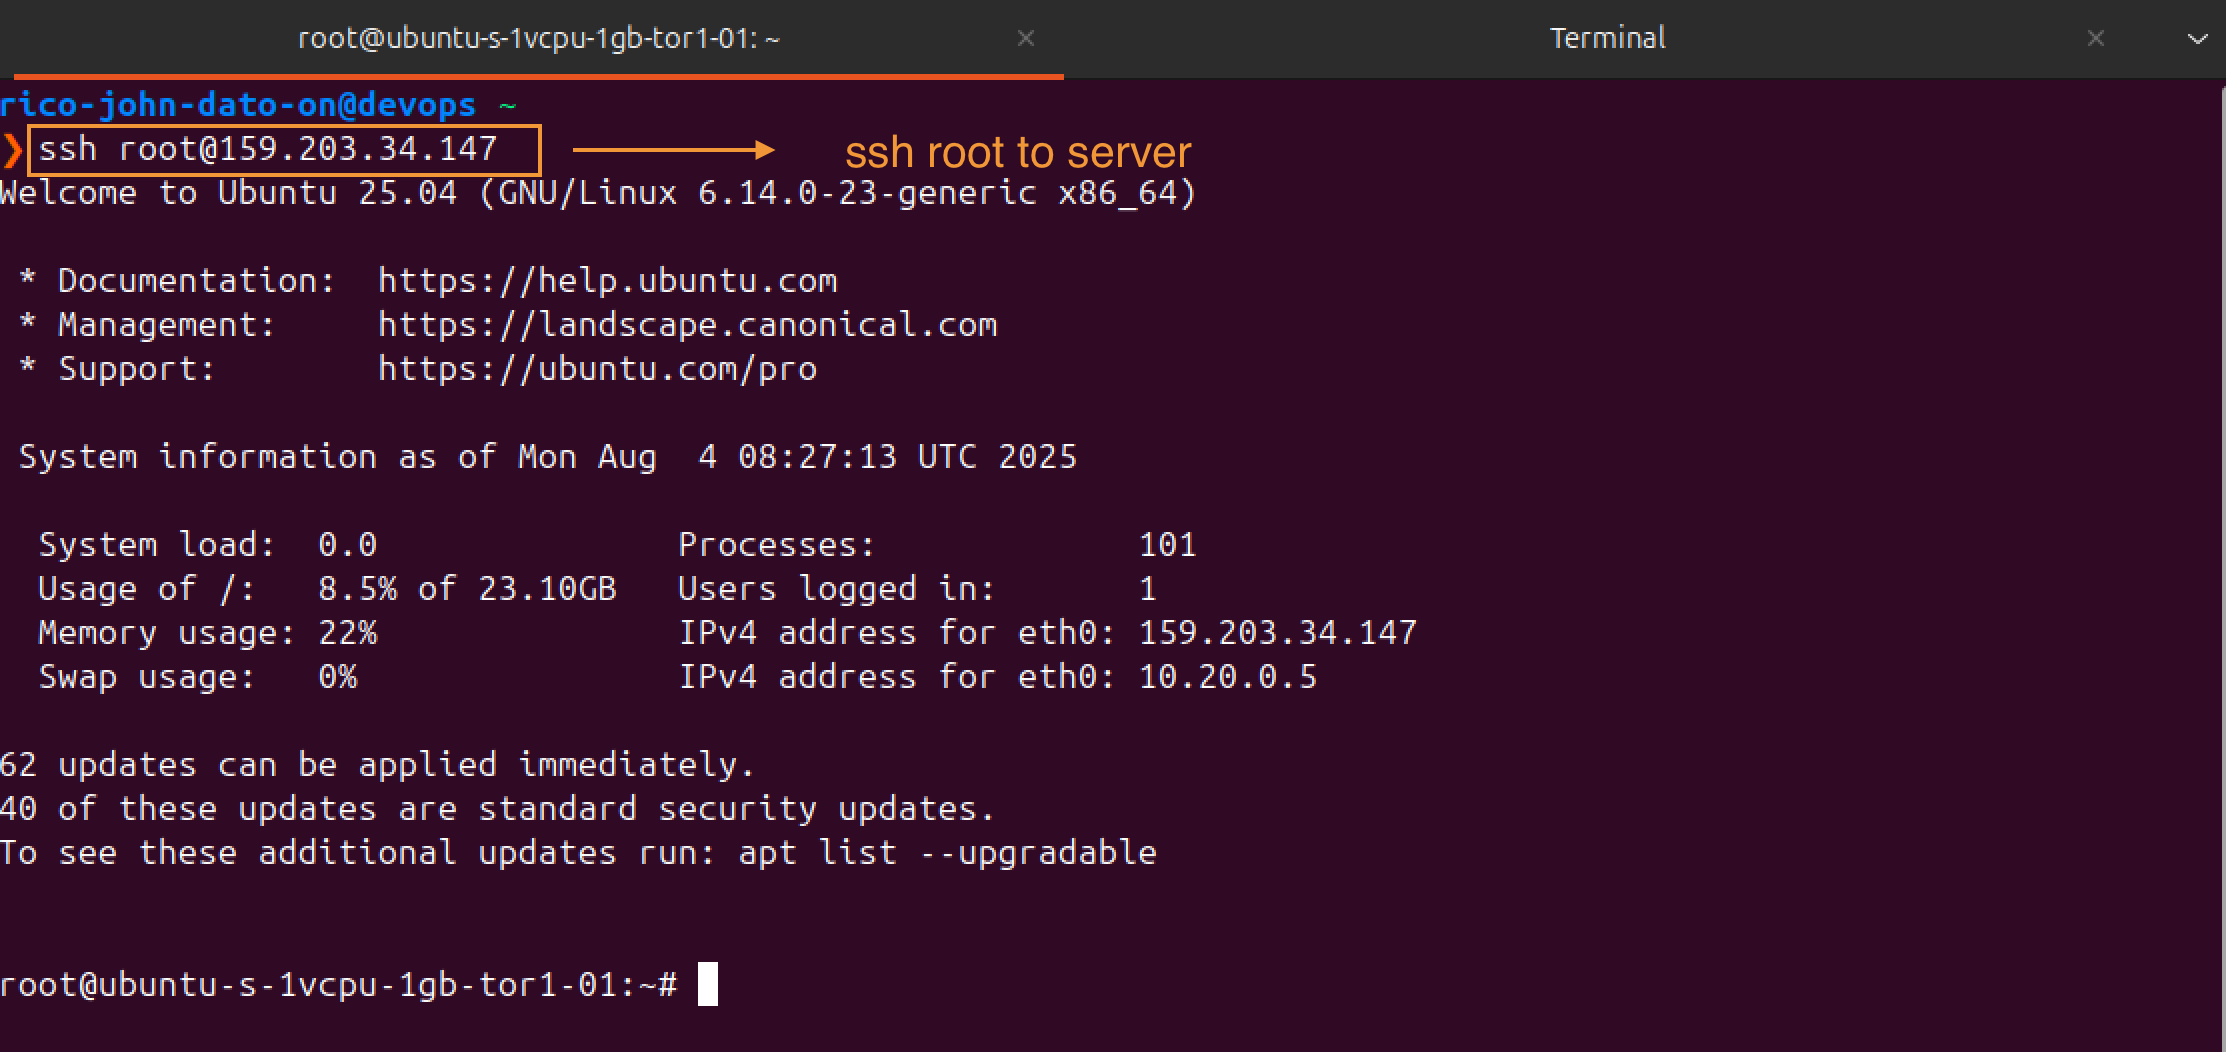 root@ubuntu-s-1vcpu-1gb-tor1-01: ~ × Terminal ×
rico-john-dato-on@devops ~
❯ ssh root@159.203.34.147 ssh root to server
Welcome to Ubuntu 25.04 (GNU/Linux 6.14.0-23-generic x86_64)
* Documentation: https://help.ubuntu.com
* Management: https://landscape.canonical.com
* Support: https://ubuntu.com/pro
System information as of Mon Aug 4 08:27:13 UTC 2025
System load: 0.0 Processes: 101
Usage of /: 8.5% of 23.10GB Users logged in: 1
Memory usage: 22% IPv4 address for eth0: 159.203.34.147
Swap usage: 0% IPv4 address for eth0: 10.20.0.5
62 updates can be applied immediately.
40 of these updates are standard security updates.
To see these additional updates run: apt list --upgradable
root@ubuntu-s-1vcpu-1gb-tor1-01:~#